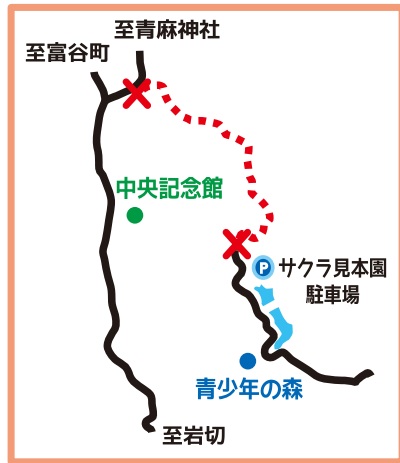 至青麻神社
至富谷町
中央記念館
P
サクラ見本園
駐車場
青少年の森
至岩切